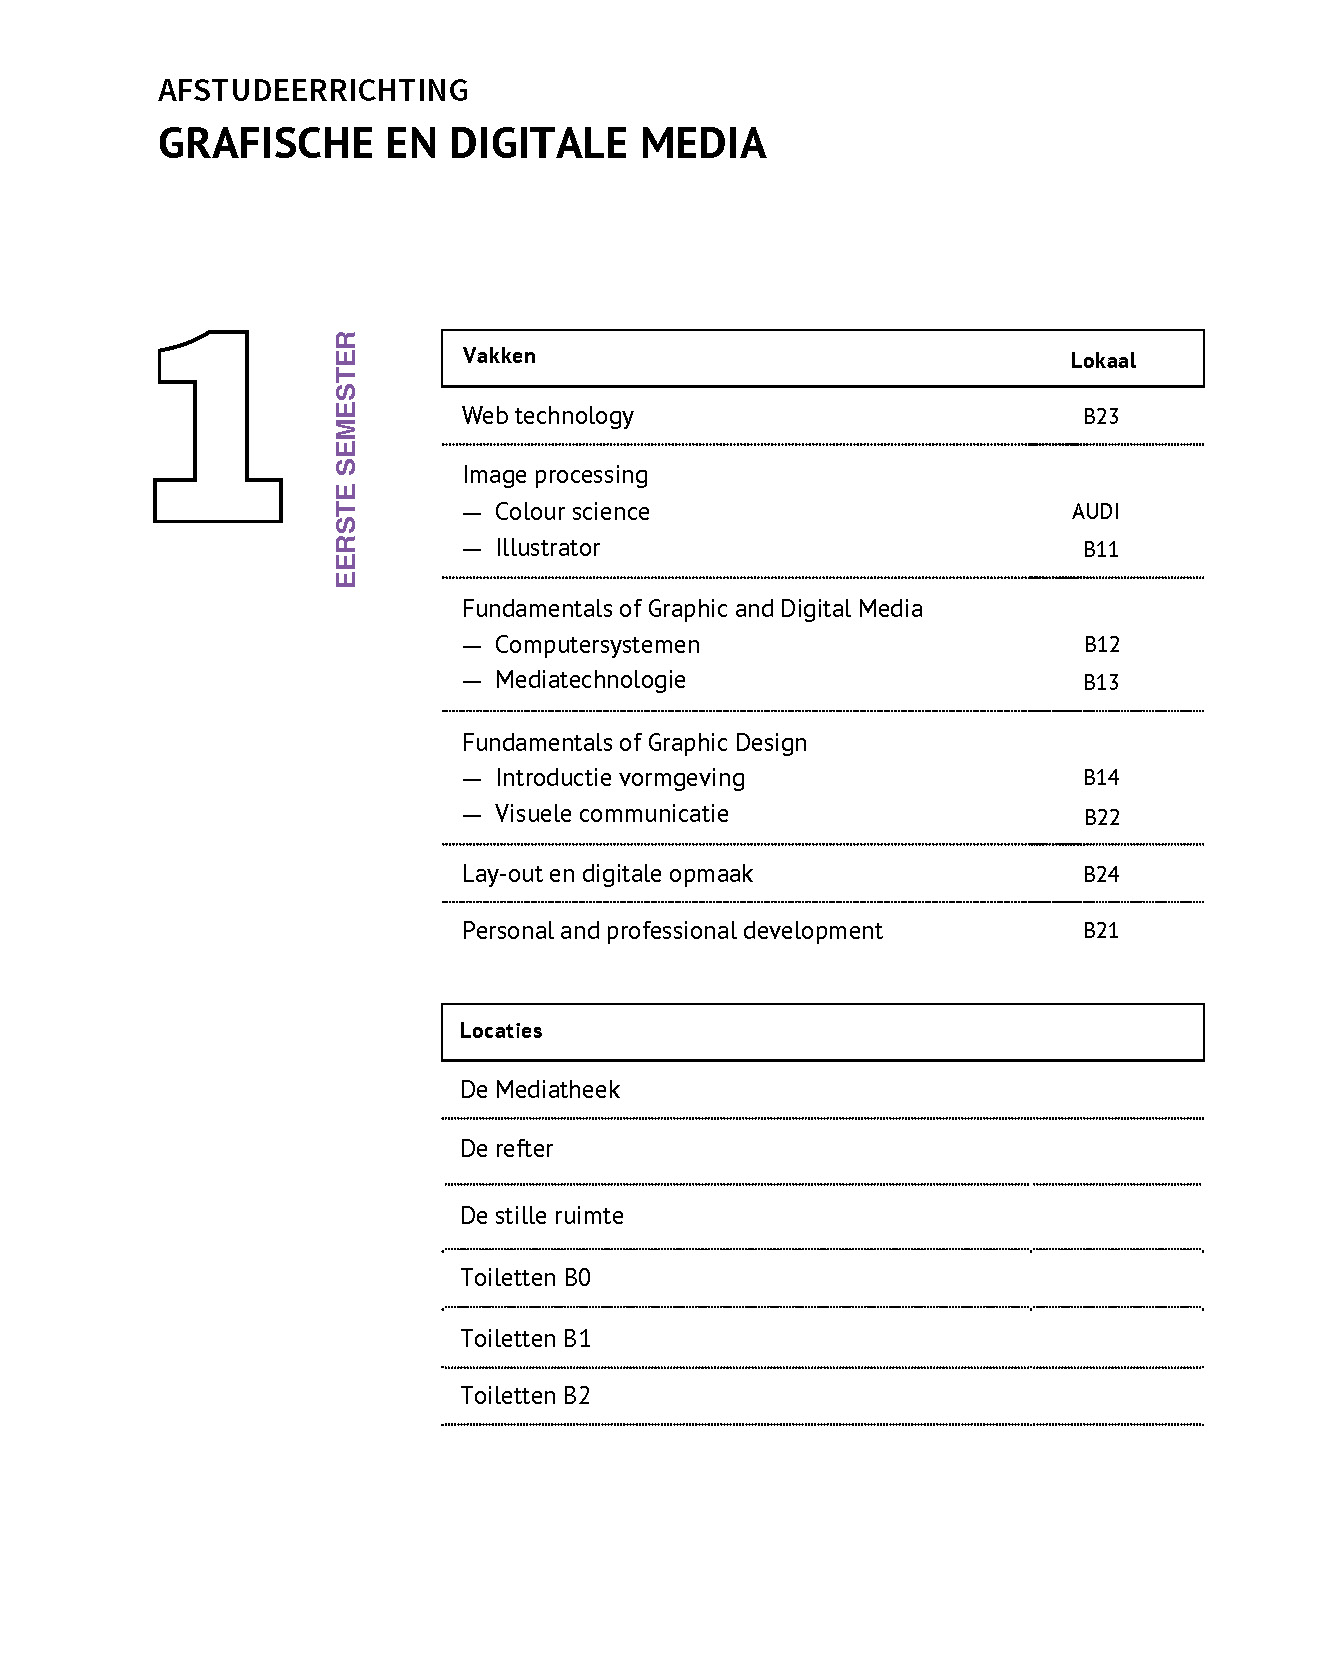 AFSTUDEERRICHTING
GRAFISCHE EN DIGITALE MEDIA
1
EERSTE SEMESTER
Vakken Lokaal
Web technology B23
Image processing
— Colour science AUDI
— Illustrator B11
Fundamentals of Graphic and Digital Media
— Computersystemen B12
— Mediatechnologie B13
Fundamentals of Graphic Design
— Introductie vormgeving B14
— Visuele communicatie B22
Lay-out en digitale opmaak B24
Personal and professional development B21
Locaties
De Mediatheek
De refter
De stille ruimte
Toiletten B0
Toiletten B1
Toiletten B2